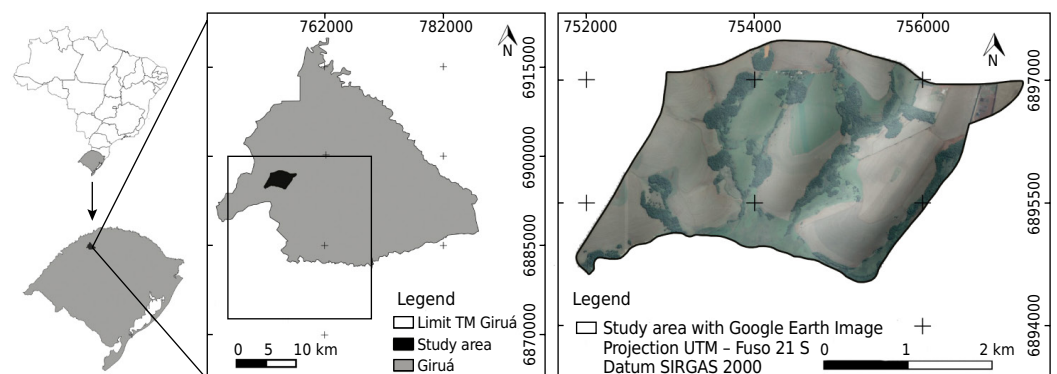 762000
782000
N
6915000
6900000
6885000
6870000
Legend
Limit TM Giruá
Study area
Giruá
0 5 10 km
752000
754000
756000
N
6897000
6895500
6894000
Legend
Study area with Google Earth Image
Projection UTM – Fuso 21 S
Datum SIRGAS 2000
0 1 2 km